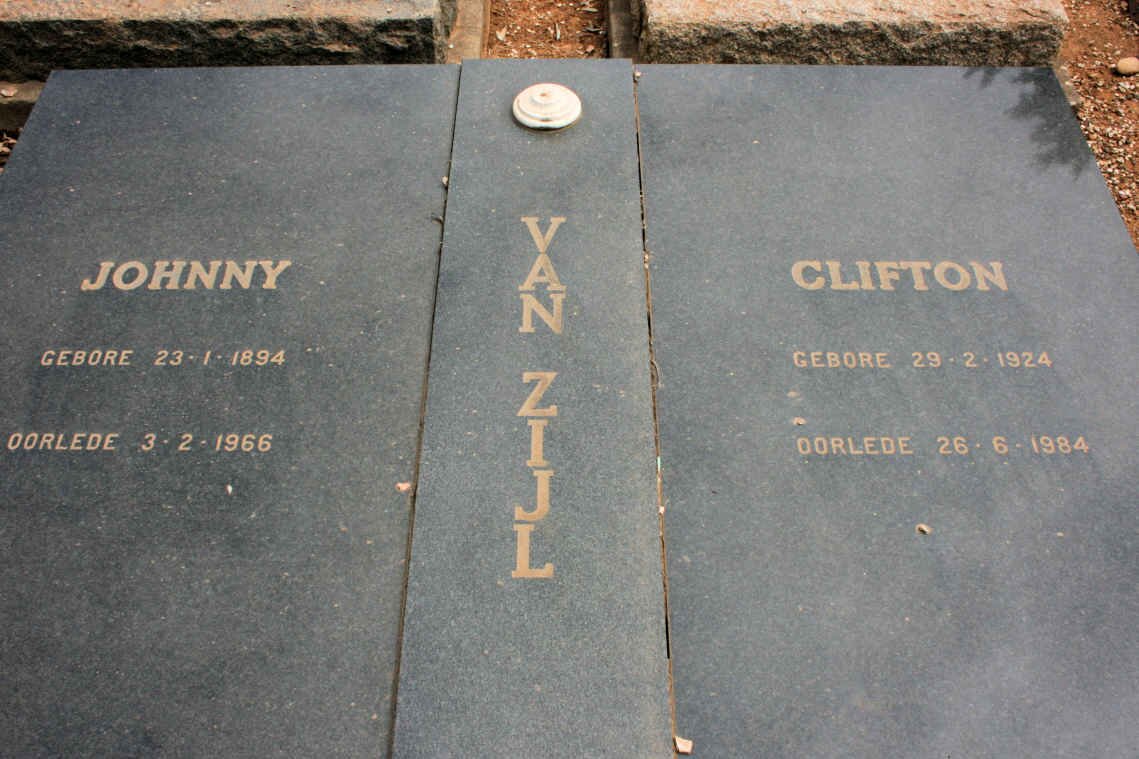 JOHNNY
GEBORE 23·1·1894
OORLEDE 3·2·1966
VAN ZIJL
CLIFTON
GEBORE 29·2·1924
OORLEDE 26·6·1984